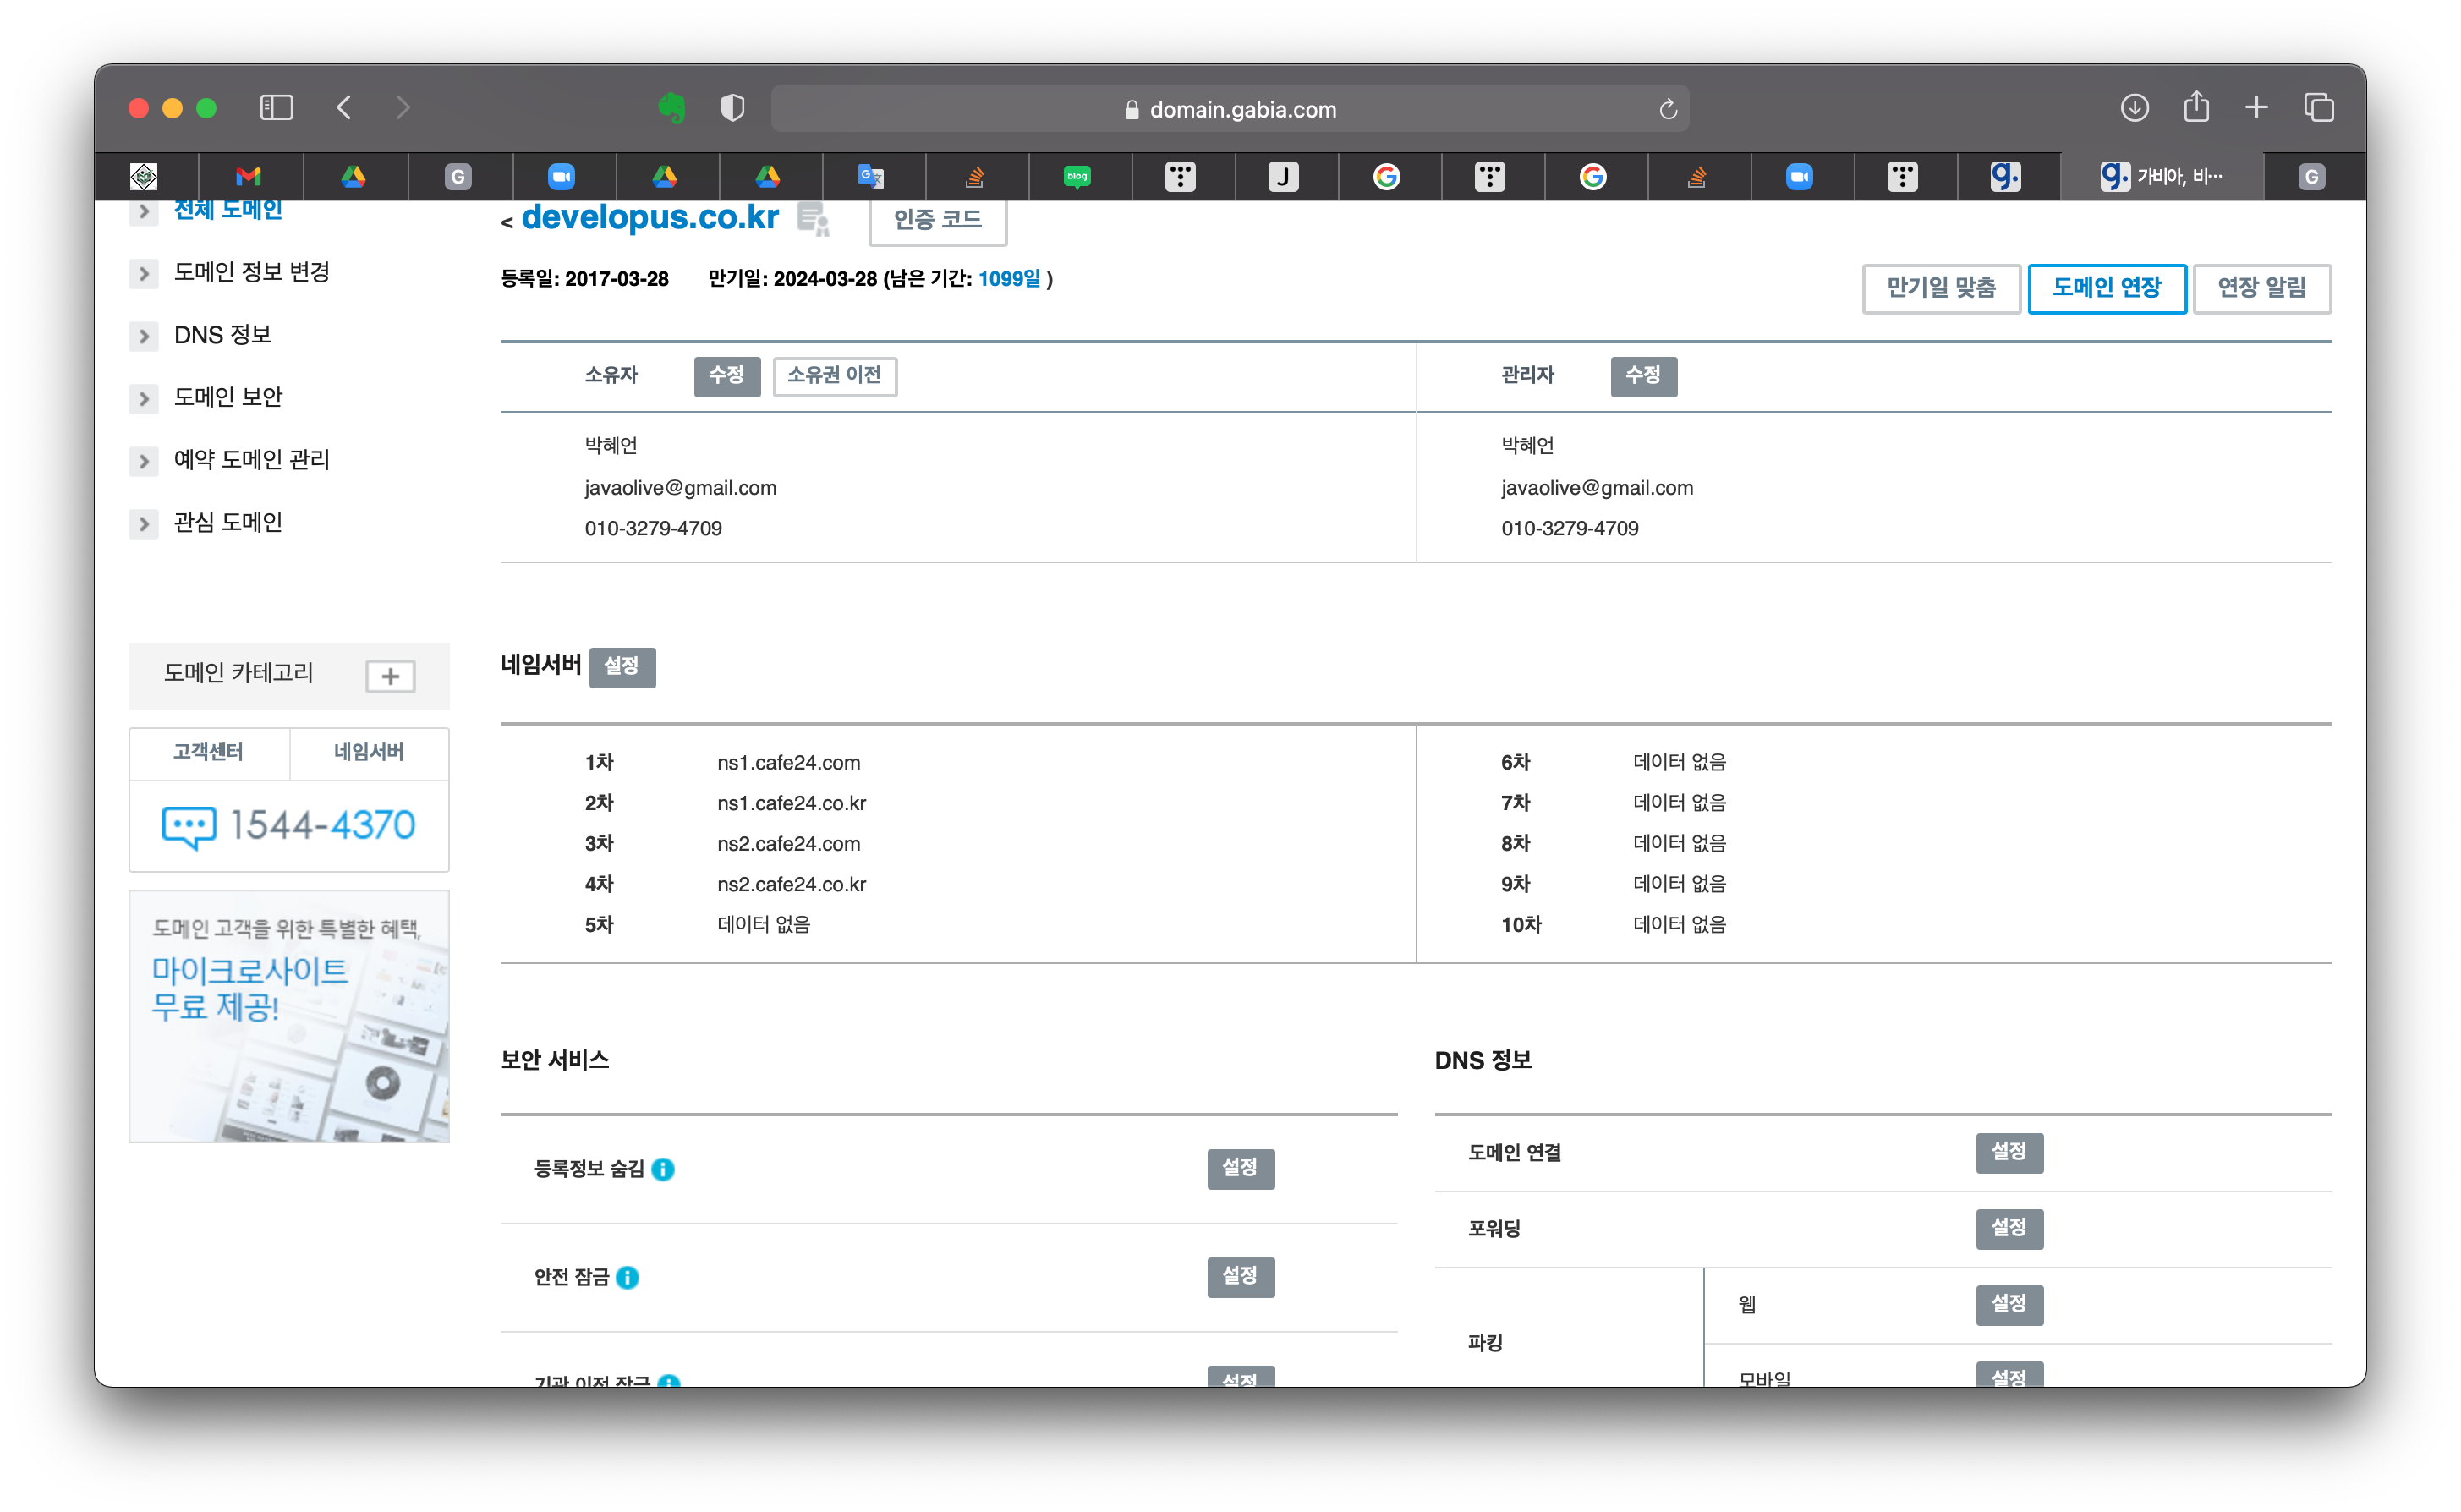 domain.gabia.com
가비아, 비…
전체 도메인
도메인 정보 변경
DNS 정보
도메인 보안
예약 도메인 관리
관심 도메인
도메인 카테고리
고객센터 네임서버
1544-4370
도메인 고객을 위한 특별한 혜택,
마이크로사이트
무료 제공!
< developus.co.kr 인증 코드
등록일: 2017-03-28 만기일: 2024-03-28 (남은 기간: 1099일 )
만기일 맞춤 도메인 연장 연장 알림
소유자 수정 소유권 이전
박혜언
javaolive@gmail.com
010-3279-4709
관리자 수정
박혜언
javaolive@gmail.com
010-3279-4709
네임서버 설정
1차 ns1.cafe24.com
2차 ns1.cafe24.co.kr
3차 ns2.cafe24.com
4차 ns2.cafe24.co.kr
5차 데이터 없음
6차 데이터 없음
7차 데이터 없음
8차 데이터 없음
9차 데이터 없음
10차 데이터 없음
보안 서비스
등록정보 숨김 설정
안전 잠금 설정
기관 이전 잠금 설정
DNS 정보
도메인 연결 설정
포워딩 설정
파킹
웹 설정
모바일 설정